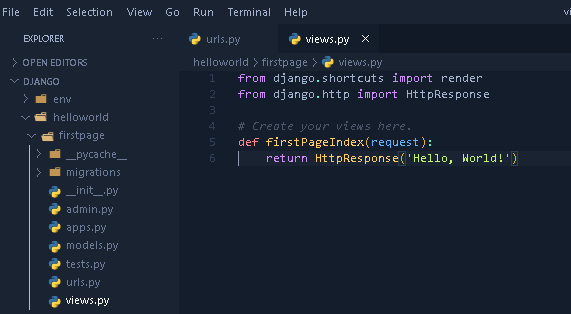 File Edit Selection View Go Run Terminal Help
EXPLORER ...
OPEN EDITORS
DJANGO
env
helloworld
firstpage
__pycache__
migrations
__init__.py
admin.py
apps.py
models.py
tests.py
urls.py
views.py
urls.py views.py
helloworld > firstpage > views.py
1 from django.shortcuts import render
2 from django.http import HttpResponse
3
4 # Create your views here.
5 def firstPageIndex(request):
6 return HttpResponse('Hello, World!')